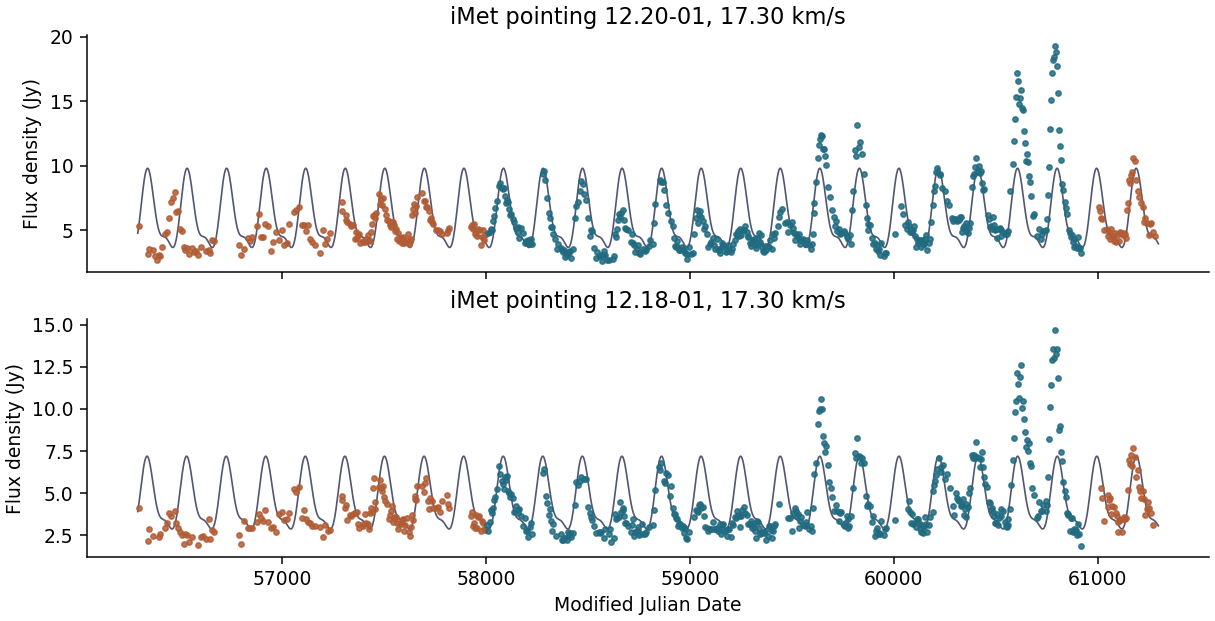 iMet pointing 12.20-01, 17.30 km/s
20
15
10
5
Flux density (Jy)
iMet pointing 12.18-01, 17.30 km/s
15.0
12.5
10.0
7.5
5.0
2.5
Flux density (Jy)
57000 58000 59000 60000 61000
Modified Julian Date